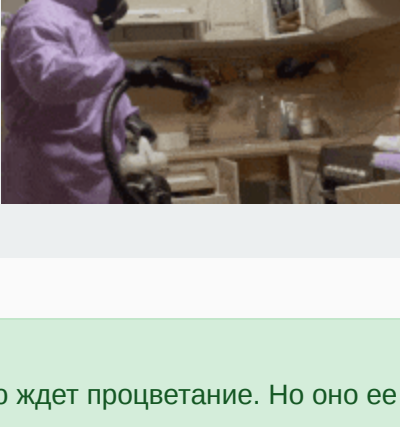 о ждет процветание. Но оно ее